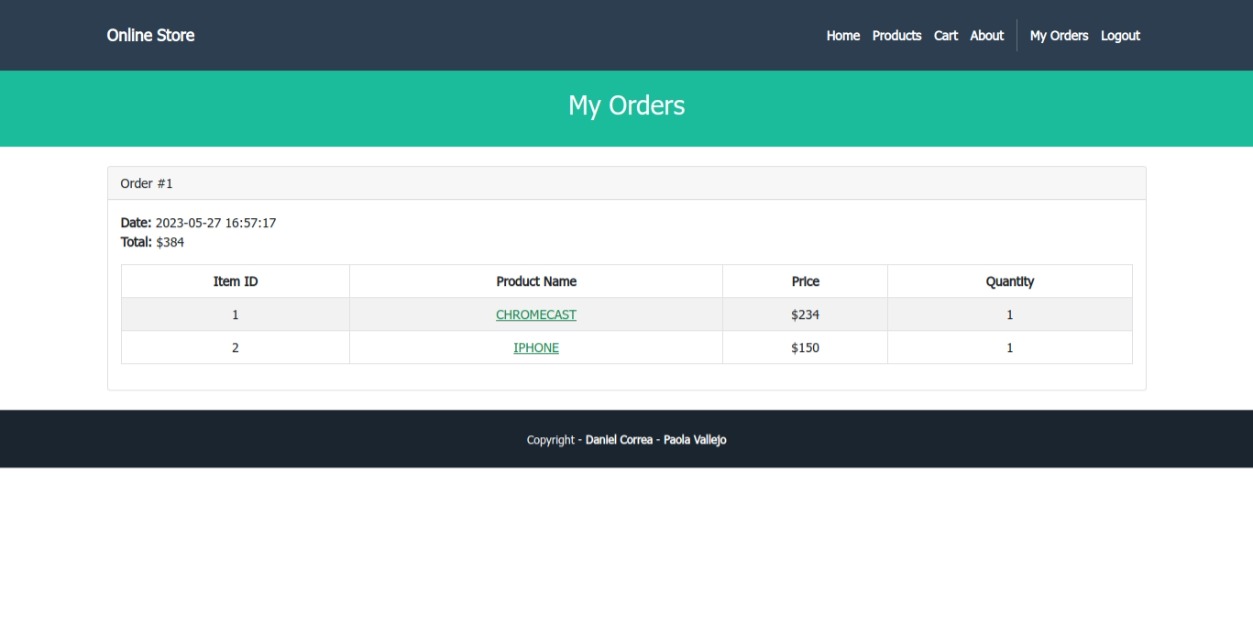 Online Store Home Products Cart About My Orders Logout
My Orders
Order #1
Date: 2023-05-27 16:57:17
Total: $384
Item ID Product Name Price Quantity
1 CHROMECAST $234 1
2 IPHONE $150 1
Copyright - Daniel Correa - Paola Vallejo